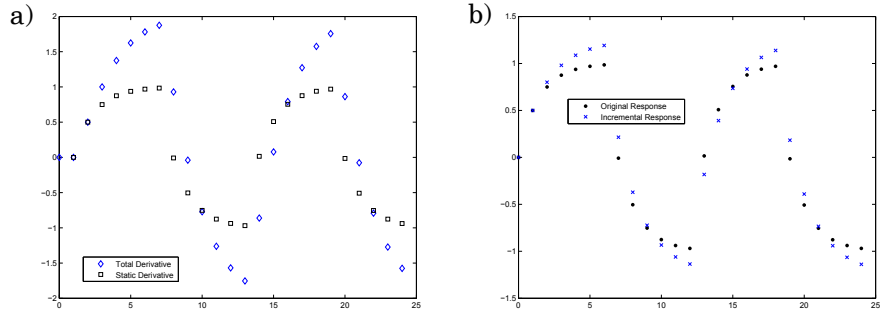 a)
2
1.5
1
0.5
0
−0.5
−1
−1.5
−2
0 5 10 15 20 25
Total Derivative
Static Derivative
b)
1.5
1
0.5
0
−0.5
−1
−1.5
0 5 10 15 20 25
Original Response
Incremental Response